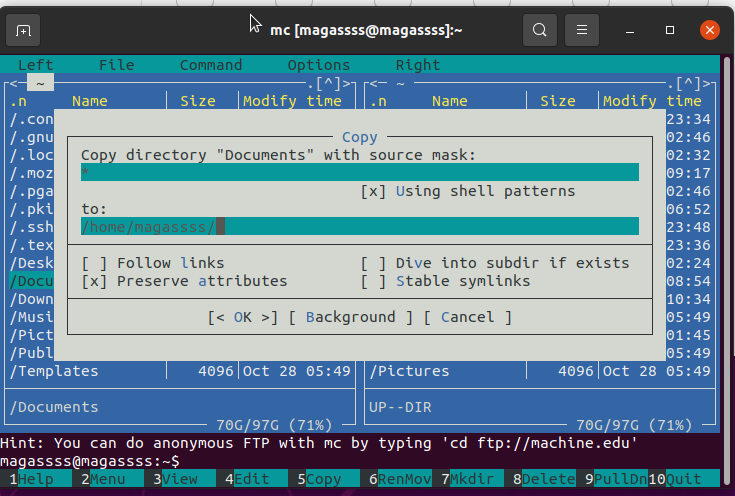 mc [magassss@magassss]:~
Left File Command Options Right
<— ~ .[^]> <— ~ .[^]>
.n Name Size Modify time .n Name Size Modify time
/.con 23:34
/.gnu 02:46
/.loc 02:32
/.moz 09:17
/.pga 02:46
/.pki 06:52
/.ssh 23:48
/.tex 23:36
/Desk 02:24
/Docu 08:54
/Down 10:34
/Musi 05:49
/Pict 01:45
/Publ 05:49
Copy
Copy directory "Documents" with source mask:
*
[x] Using shell patterns
to:
/home/magassss/
[ ] Follow links [ ] Dive into subdir if exists
[x] Preserve attributes [ ] Stable symlinks
[< OK >] [ Background ] [ Cancel ]
/Templates 4096 Oct 28 05:49 /Pictures 4096 Oct 28 05:49
/Documents UP--DIR
70G/97G (71%) 70G/97G (71%)
Hint: You can do anonymous FTP with mc by typing 'cd ftp://machine.edu'
magassss@magassss:~$
1Help 2Menu 3View 4Edit 5Copy 6RenMov 7Mkdir 8Delete 9PullDn 10Quit